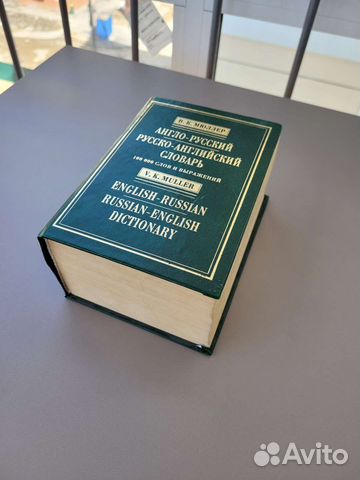 В. К. МЮЛЛЕР
АНГЛО-РУССКИЙ
РУССКО-АНГЛИЙСКИЙ
СЛОВАРЬ
100 000 СЛОВ И ВЫРАЖЕНИЙ
V. K. MULLER
ENGLISH-RUSSIAN
RUSSIAN-ENGLISH
DICTIONARY
Avito